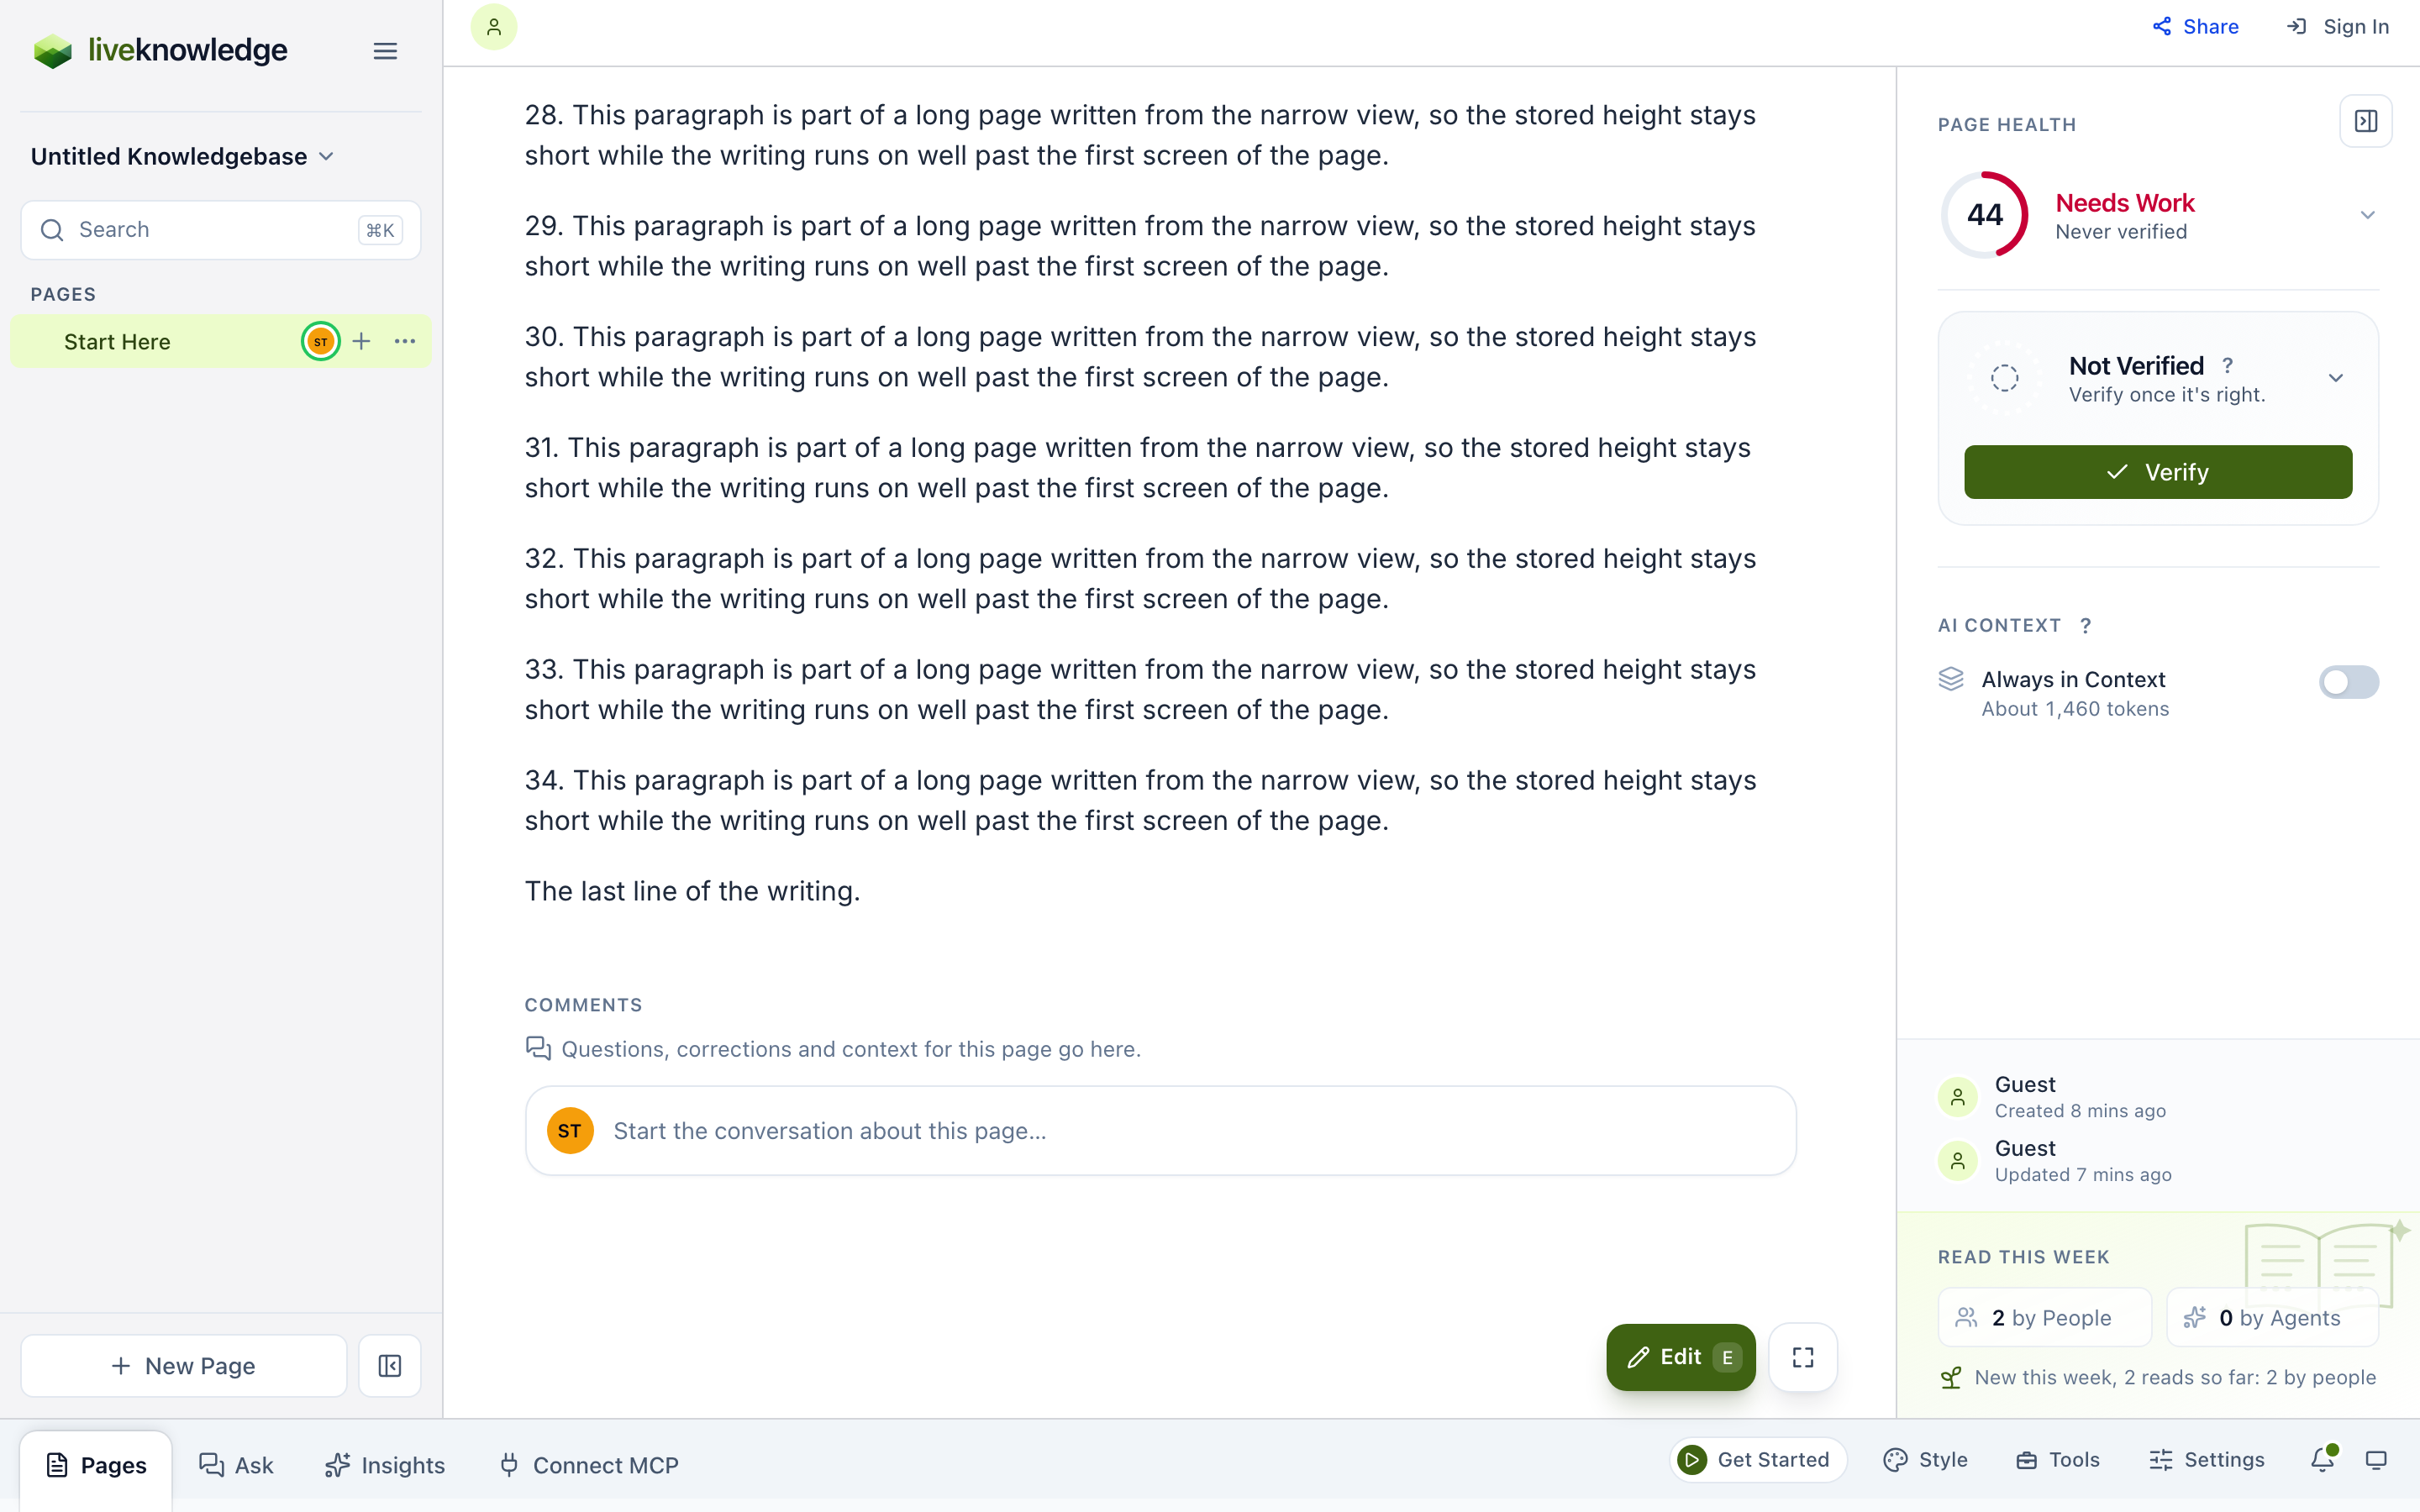 liveknowledge
Untitled Knowledgebase
Search
⌘K
PAGES
Start Here
ST
New Page
Share
Sign In
28. This paragraph is part of a long page written from the narrow view, so the stored height stays
short while the writing runs on well past the first screen of the page.
29. This paragraph is part of a long page written from the narrow view, so the stored height stays
short while the writing runs on well past the first screen of the page.
30. This paragraph is part of a long page written from the narrow view, so the stored height stays
short while the writing runs on well past the first screen of the page.
31. This paragraph is part of a long page written from the narrow view, so the stored height stays
short while the writing runs on well past the first screen of the page.
32. This paragraph is part of a long page written from the narrow view, so the stored height stays
short while the writing runs on well past the first screen of the page.
33. This paragraph is part of a long page written from the narrow view, so the stored height stays
short while the writing runs on well past the first screen of the page.
34. This paragraph is part of a long page written from the narrow view, so the stored height stays
short while the writing runs on well past the first screen of the page.
The last line of the writing.
COMMENTS
Questions, corrections and context for this page go here.
ST
Start the conversation about this page...
Edit E
PAGE HEALTH
44
Needs Work
Never verified
Not Verified ?
Verify once it's right.
Verify
AI CONTEXT ?
Always in Context
About 1,460 tokens
Guest
Created 8 mins ago
Guest
Updated 7 mins ago
READ THIS WEEK
2 by People
0 by Agents
New this week, 2 reads so far: 2 by people
Pages
Ask
Insights
Connect MCP
Get Started
Style
Tools
Settings